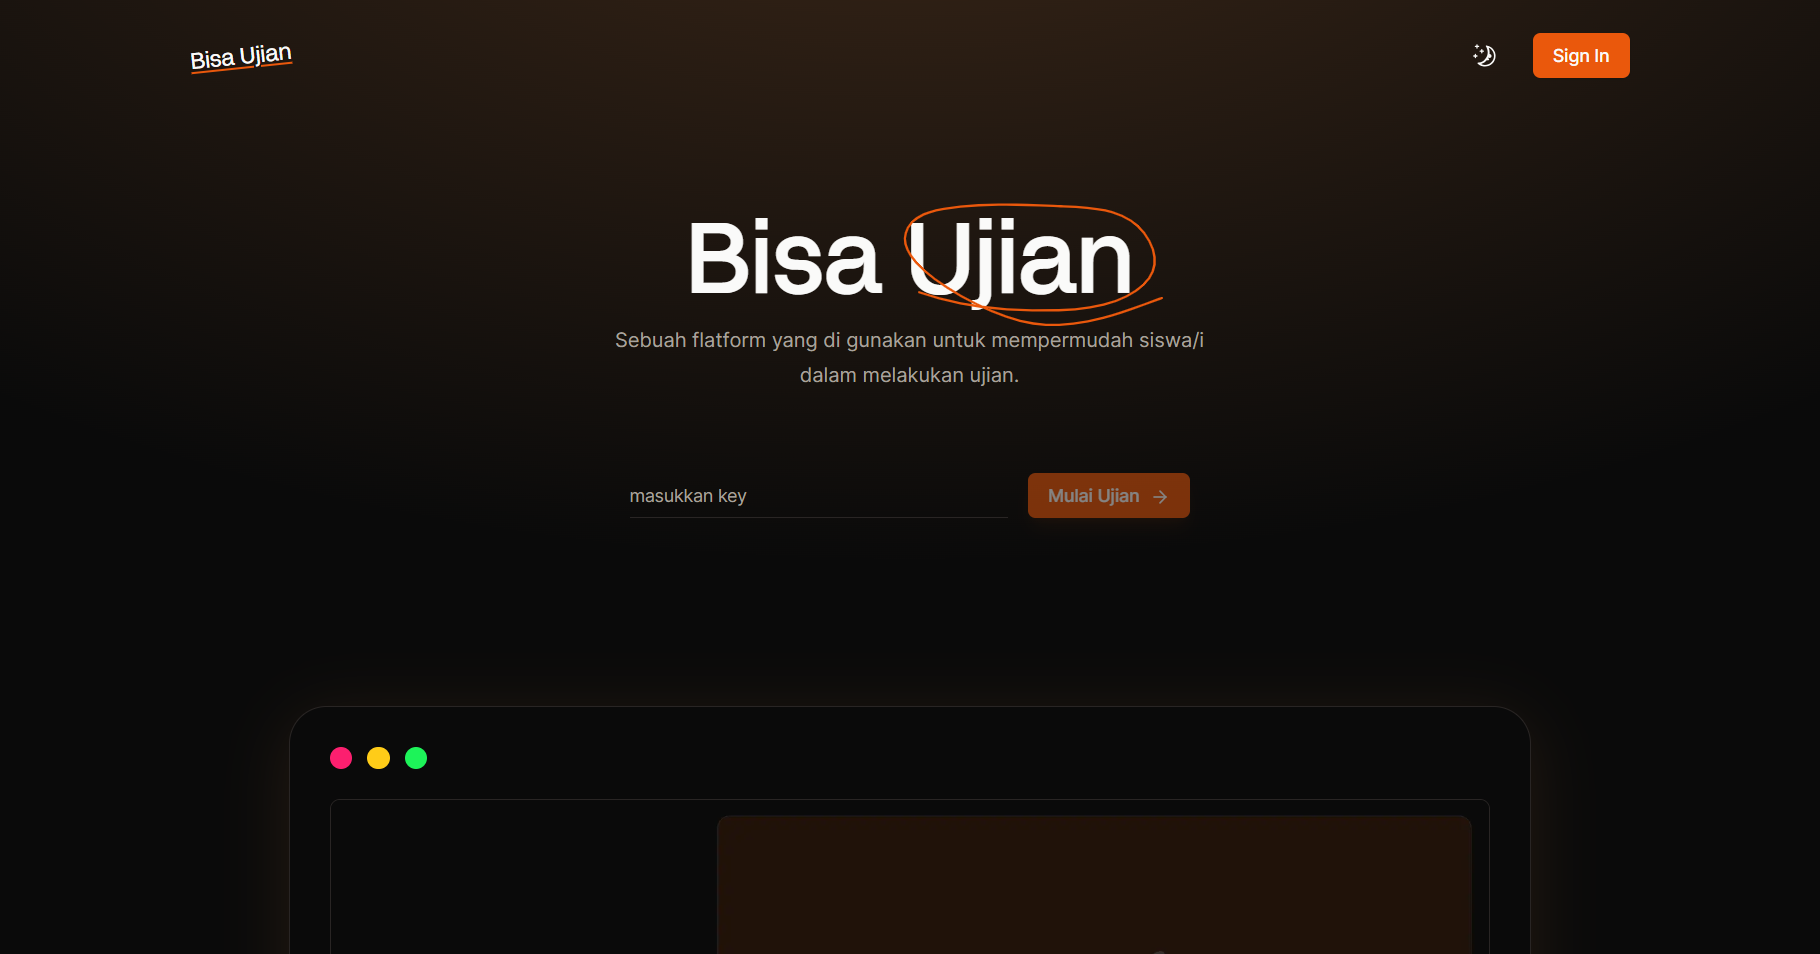 Bisa Ujian
Sign In
Bisa Ujian
Sebuah flatform yang di gunakan untuk mempermudah siswa/i
dalam melakukan ujian.
masukkan key
Mulai Ujian